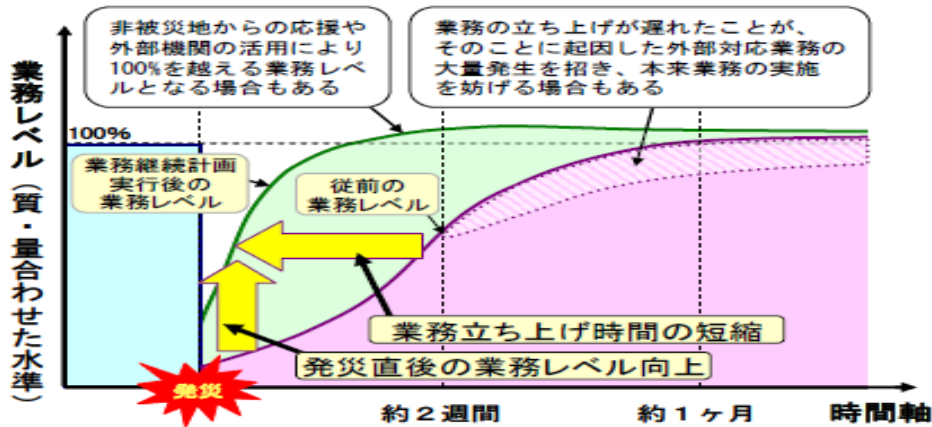 非被災地からの応援や
外部機関の活用により
100%を越える業務レベ
ルとなる場合もある
業務の立ち上げが遅れたことが、
そのことに起因した外部対応業務の
大量発生を招き、本来業務の実施
を妨げる場合もある
業務レベル（質・量合わせた水準）
100%
業務継続計画
実行後の
業務レベル
従前の
業務レベル
業務立ち上げ時間の短縮
発災直後の業務レベル向上
発災
約２週間
約１ヶ月
時間軸